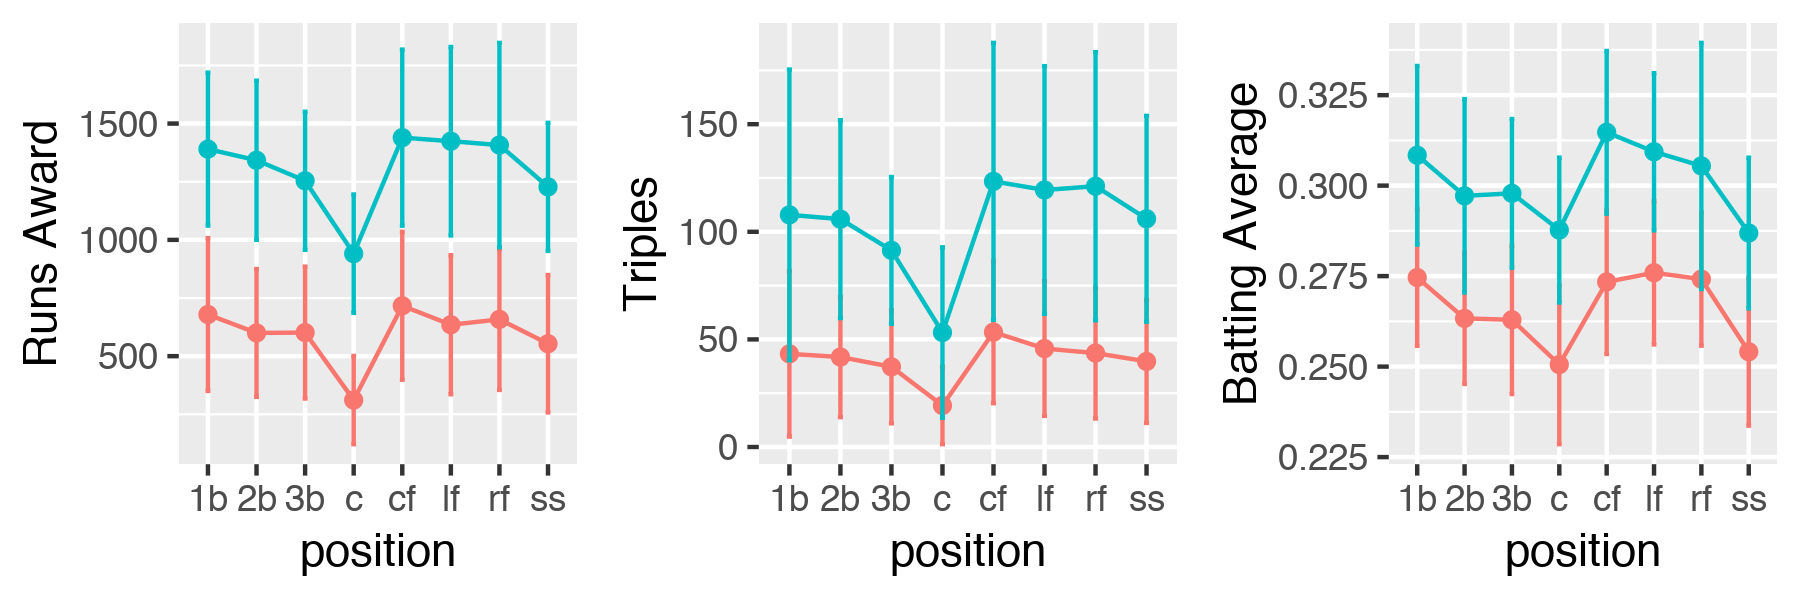 Runs Award
1500
1000
500
1b 2b 3b c cf lf rf ss
position
Triples
150
100
50
0
1b 2b 3b c cf lf rf ss
position
Batting Average
0.325
0.300
0.275
0.250
0.225
1b 2b 3b c cf lf rf ss
position